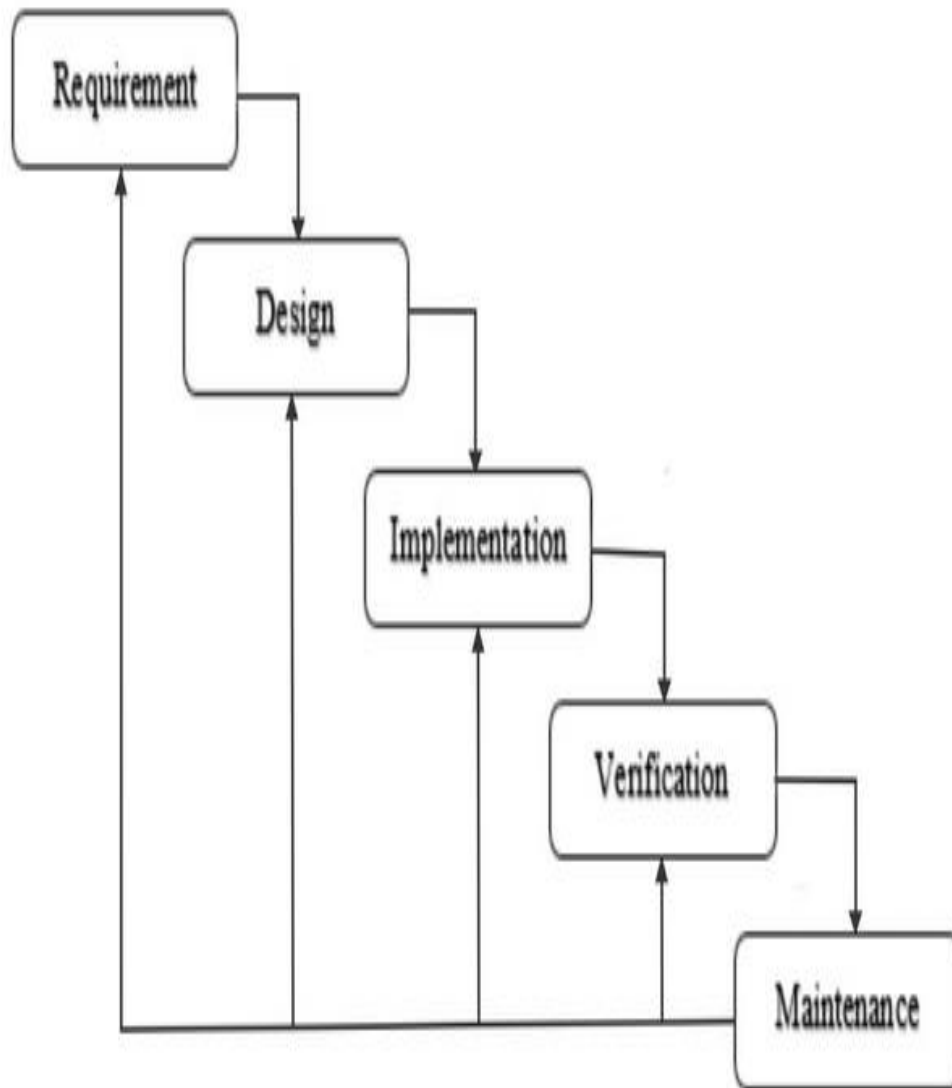 Requirement
Design
Implementation
Verification
Maintenance